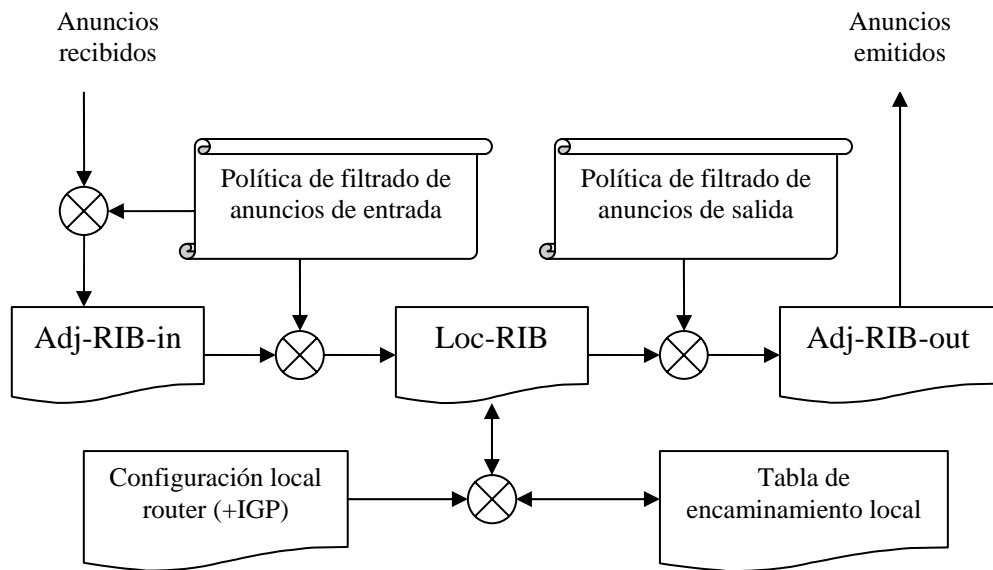 Anuncios
recibidos
Anuncios
emitidos
Política de filtrado de
anuncios de entrada
Política de filtrado de
anuncios de salida
Adj-RIB-in
Loc-RIB
Adj-RIB-out
Configuración local
router (+IGP)
Tabla de
encaminamiento local